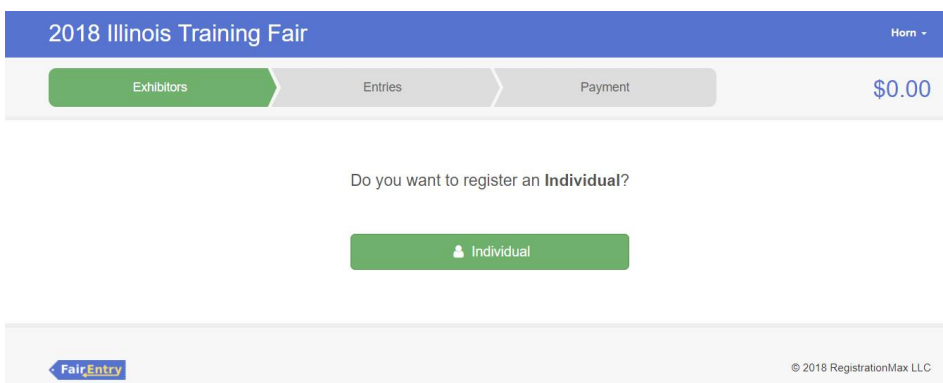 2018 Illinois Training Fair
Horn
Exhibitors
Entries
Payment
$0.00
Do you want to register an Individual?
Individual
FairEntry
© 2018 RegistrationMax LLC